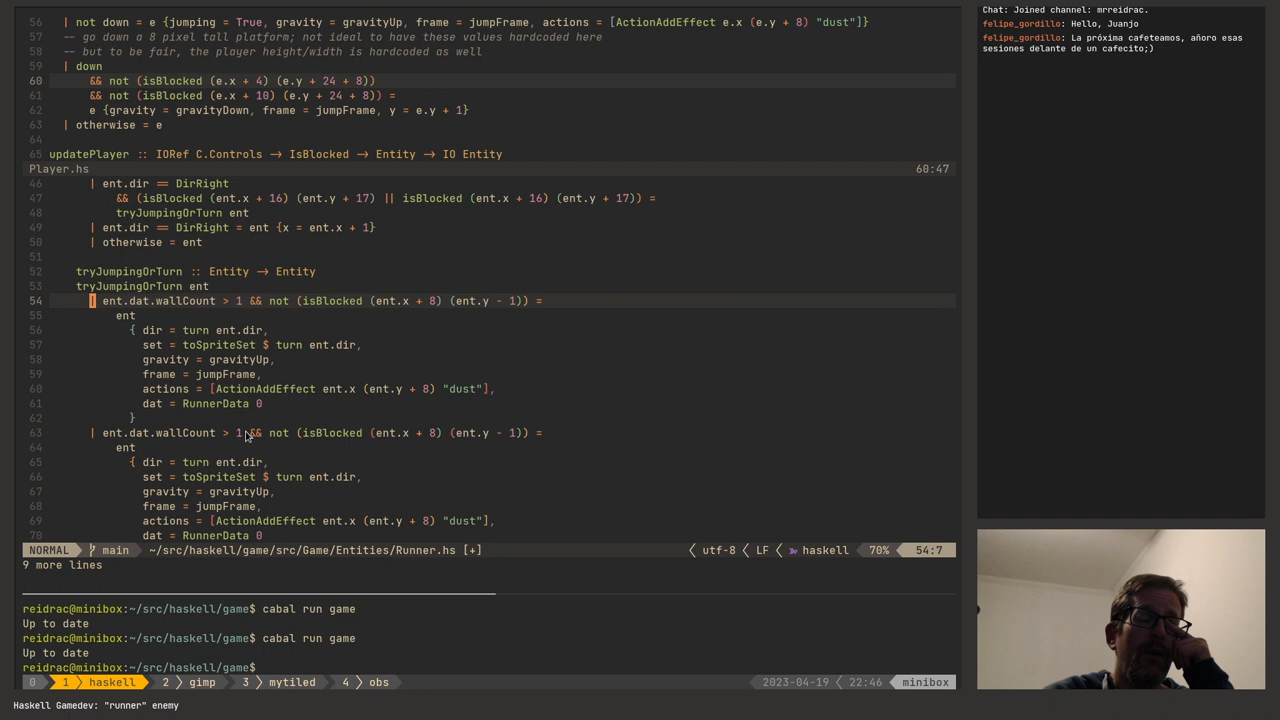 56   | not down = e {jumping = True, gravity = gravityUp, frame = jumpFrame, actions = [ActionAddEffect e.x (e.y + 8) "dust"]}
57   -- go down a 8 pixel tall platform; not ideal to have these values hardcoded here
58   -- but to be fair, the player height/width is hardcoded as well
59   | down
60       && not (isBlocked (e.x + 4) (e.y + 24 + 8))
61       && not (isBlocked (e.x + 10) (e.y + 24 + 8)) =
62       e {gravity = gravityDown, frame = jumpFrame, y = e.y + 1}
63   | otherwise = e
64
65 updatePlayer :: IORef C.Controls → IsBlocked → Entity → IO Entity
Player.hs 60:47
46       | ent.dir == DirRight
47           && (isBlocked (ent.x + 16) (ent.y + 17) || isBlocked (ent.x + 16) (ent.y + 17)) =
48           tryJumpingOrTurn ent
49       | ent.dir == DirRight = ent {x = ent.x + 1}
50       | otherwise = ent
51
52     tryJumpingOrTurn :: Entity → Entity
53     tryJumpingOrTurn ent
54       | ent.dat.wallCount > 1 && not (isBlocked (ent.x + 8) (ent.y - 1)) =
55           ent
56             { dir = turn ent.dir,
57               set = toSpriteSet $ turn ent.dir,
58               gravity = gravityUp,
59               frame = jumpFrame,
60               actions = [ActionAddEffect ent.x (ent.y + 8) "dust"],
61               dat = RunnerData 0
62             }
63       | ent.dat.wallCount > 1 && not (isBlocked (ent.x + 8) (ent.y - 1)) =
64           ent
65             { dir = turn ent.dir,
66               set = toSpriteSet $ turn ent.dir,
67               gravity = gravityUp,
68               frame = jumpFrame,
69               actions = [ActionAddEffect ent.x (ent.y + 8) "dust"],
70               dat = RunnerData 0
NORMAL main ~/src/haskell/game/src/Game/Entities/Runner.hs [+] utf-8 LF haskell 70% 54:7
9 more lines
reidrac@minibox:~/src/haskell/game$ cabal run game
Up to date
reidrac@minibox:~/src/haskell/game$ cabal run game
Up to date
reidrac@minibox:~/src/haskell/game$
0 1 haskell 2 gimp 3 mytiled 4 obs 2023-04-19 22:46 minibox
Haskell Gamedev: "runner" enemy
Chat: Joined channel: mrreidrac.
felipe_gordillo: Hello, Juanjo
felipe_gordillo: La próxima cafeteamos, añoro esas
sesiones delante de un cafecito;)